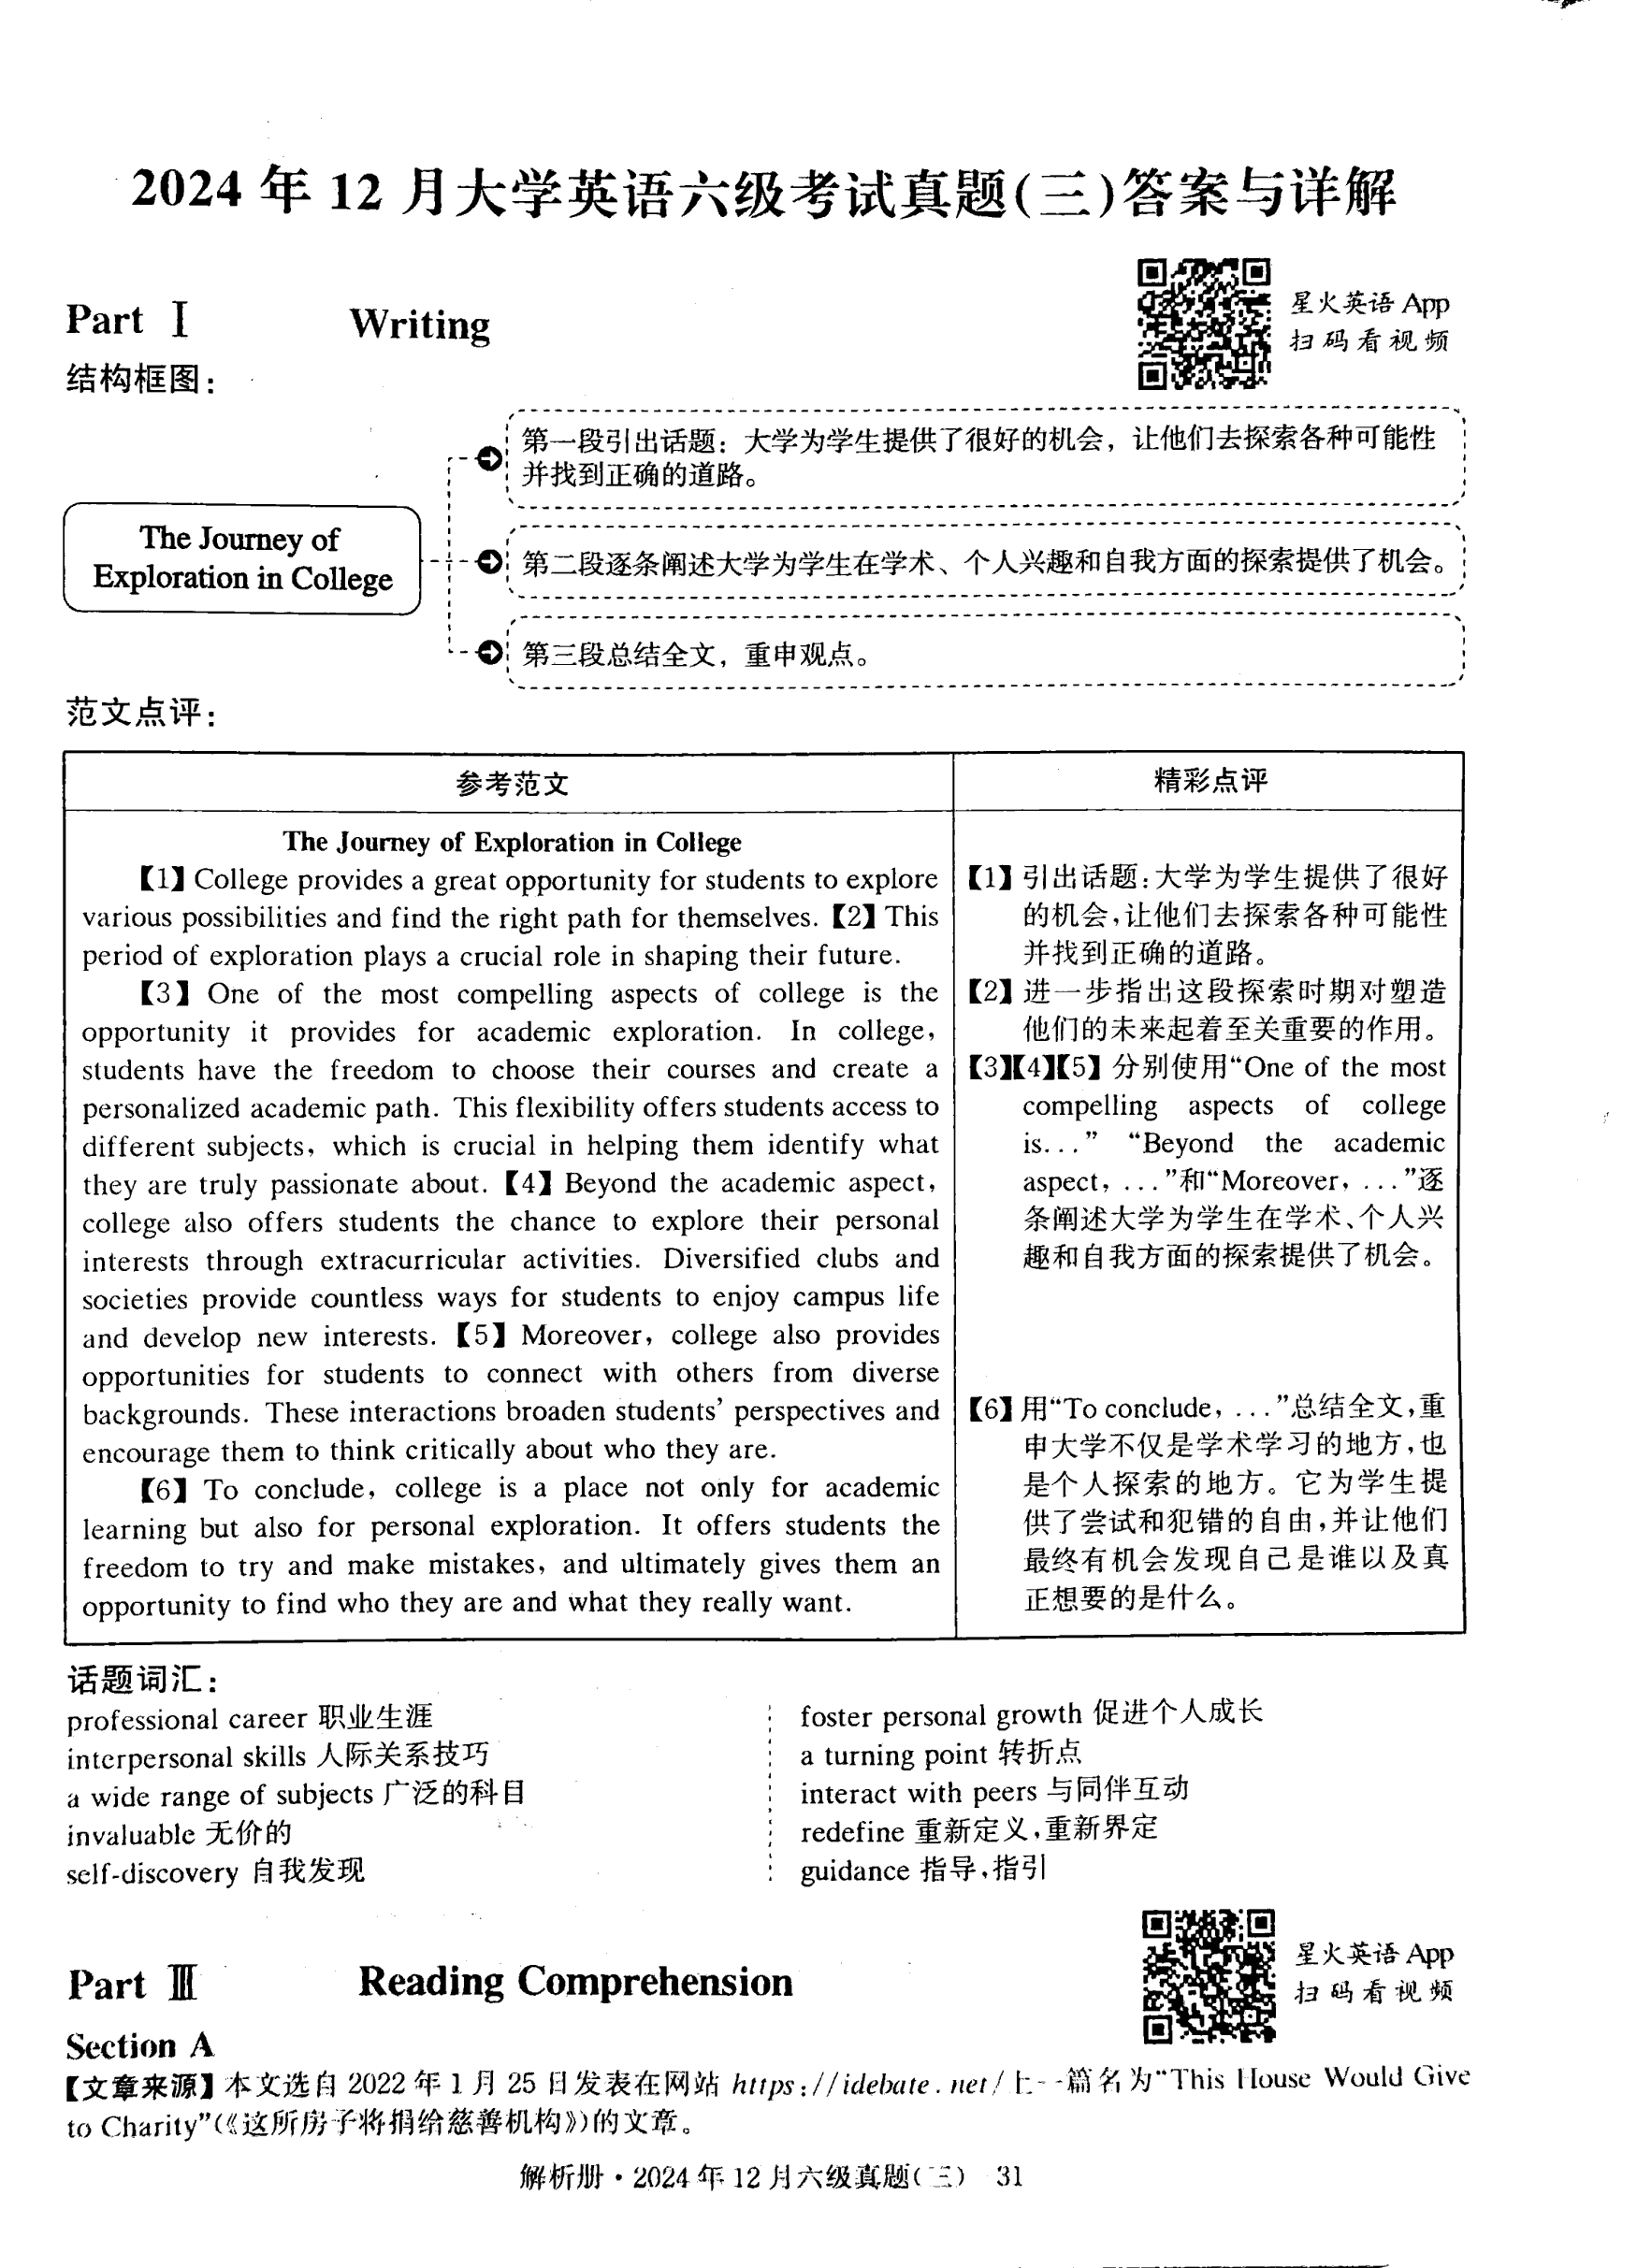 2024 年 12 月大学英语六级考试真题(三)答案与详解
Part Ⅰ Writing
星火英语 App
扫码看视频
结构框图：
The Journey of
Exploration in College
第一段引出话题：大学为学生提供了很好的机会，让他们去探索各种可能性
并找到正确的道路。
第二段逐条阐述大学为学生在学术、个人兴趣和自我方面的探索提供了机会。
第三段总结全文，重申观点。
范文点评：
参考范文
The Journey of Exploration in College
【1】College provides a great opportunity for students to explore
various possibilities and find the right path for themselves.【2】This
period of exploration plays a crucial role in shaping their future.
【3】One of the most compelling aspects of college is the
opportunity it provides for academic exploration. In college,
students have the freedom to choose their courses and create a
personalized academic path. This flexibility offers students access to
different subjects, which is crucial in helping them identify what
they are truly passionate about.【4】Beyond the academic aspect,
college also offers students the chance to explore their personal
interests through extracurricular activities. Diversified clubs and
societies provide countless ways for students to enjoy campus life
and develop new interests.【5】Moreover, college also provides
opportunities for students to connect with others from diverse
backgrounds. These interactions broaden students' perspectives and
encourage them to think critically about who they are.
【6】To conclude, college is a place not only for academic
learning but also for personal exploration. It offers students the
freedom to try and make mistakes, and ultimately gives them an
opportunity to find who they are and what they really want.
精彩点评
【1】引出话题:大学为学生提供了很好
的机会,让他们去探索各种可能性
并找到正确的道路。
【2】进一步指出这段探索时期对塑造
他们的未来起着至关重要的作用。
【3】【4】【5】分别使用“One of the most
compelling aspects of college
is...” “Beyond the academic
aspect, ...”和“Moreover, ...”逐
条阐述大学为学生在学术、个人兴
趣和自我方面的探索提供了机会。
【6】用“To conclude, ...”总结全文,重
申大学不仅是学术学习的地方,也
是个人探索的地方。它为学生提
供了尝试和犯错的自由,并让他们
最终有机会发现自己是谁以及真
正想要的是什么。
话题词汇：
professional career 职业生涯
interpersonal skills 人际关系技巧
a wide range of subjects 广泛的科目
invaluable 无价的
self-discovery 自我发现
foster personal growth 促进个人成长
a turning point 转折点
interact with peers 与同伴互动
redefine 重新定义,重新界定
guidance 指导,指引
Part Ⅲ Reading Comprehension
星火英语 App
扫码看视频
Section A
【文章来源】本文选自 2022 年 1 月 25 日发表在网站 https://idebate.net/上一篇名为“This House Would Give
to Charity”(《这所房子将捐给慈善机构》)的文章。
解析册·2024 年 12 月六级真题(三) 31